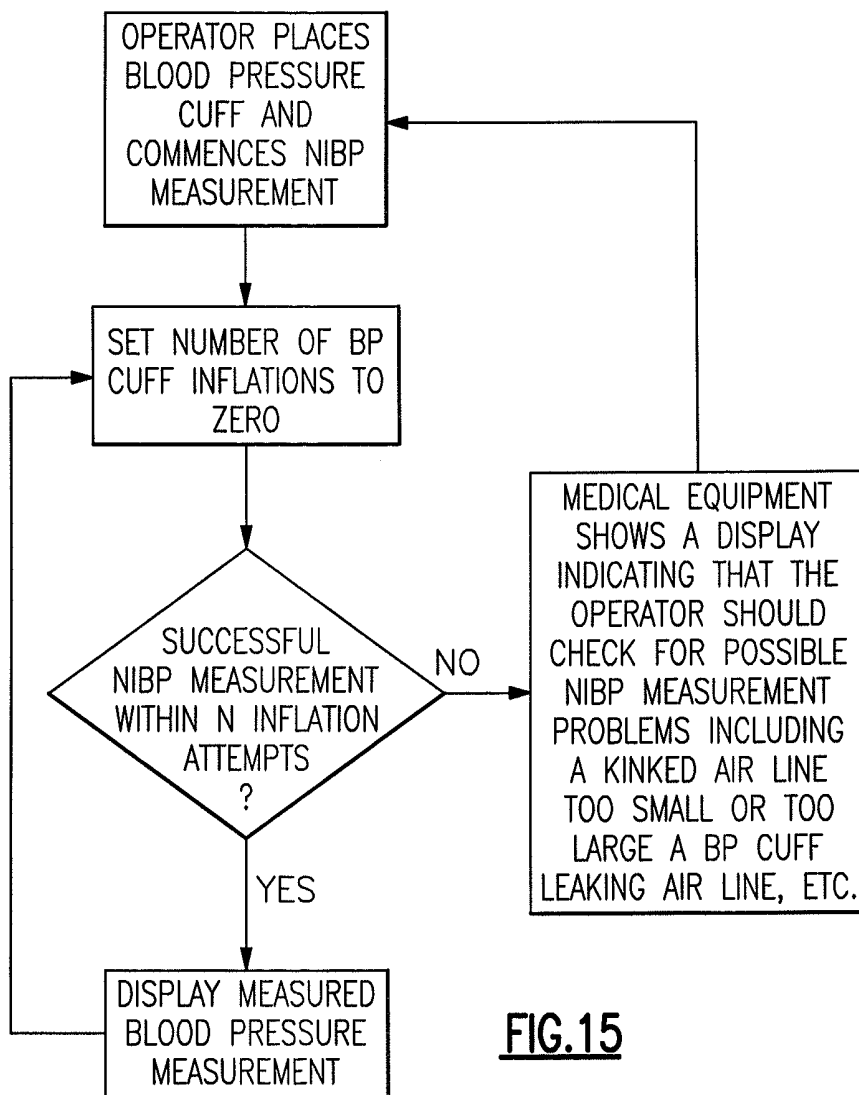 OPERATOR PLACES
BLOOD PRESSURE
CUFF AND
COMMENCES NIBP
MEASUREMENT
SET NUMBER OF BP
CUFF INFLATIONS TO
ZERO
SUCCESSFUL
NIBP MEASUREMENT
WITHIN N INFLATION
ATTEMPTS
?
NO
MEDICAL EQUIPMENT
SHOWS A DISPLAY
INDICATING THAT THE
OPERATOR SHOULD
CHECK FOR POSSIBLE
NIBP MEASUREMENT
PROBLEMS INCLUDING
A KINKED AIR LINE
TOO SMALL OR TOO
LARGE A BP CUFF
LEAKING AIR LINE, ETC.
YES
DISPLAY MEASURED
BLOOD PRESSURE
MEASUREMENT
FIG.15